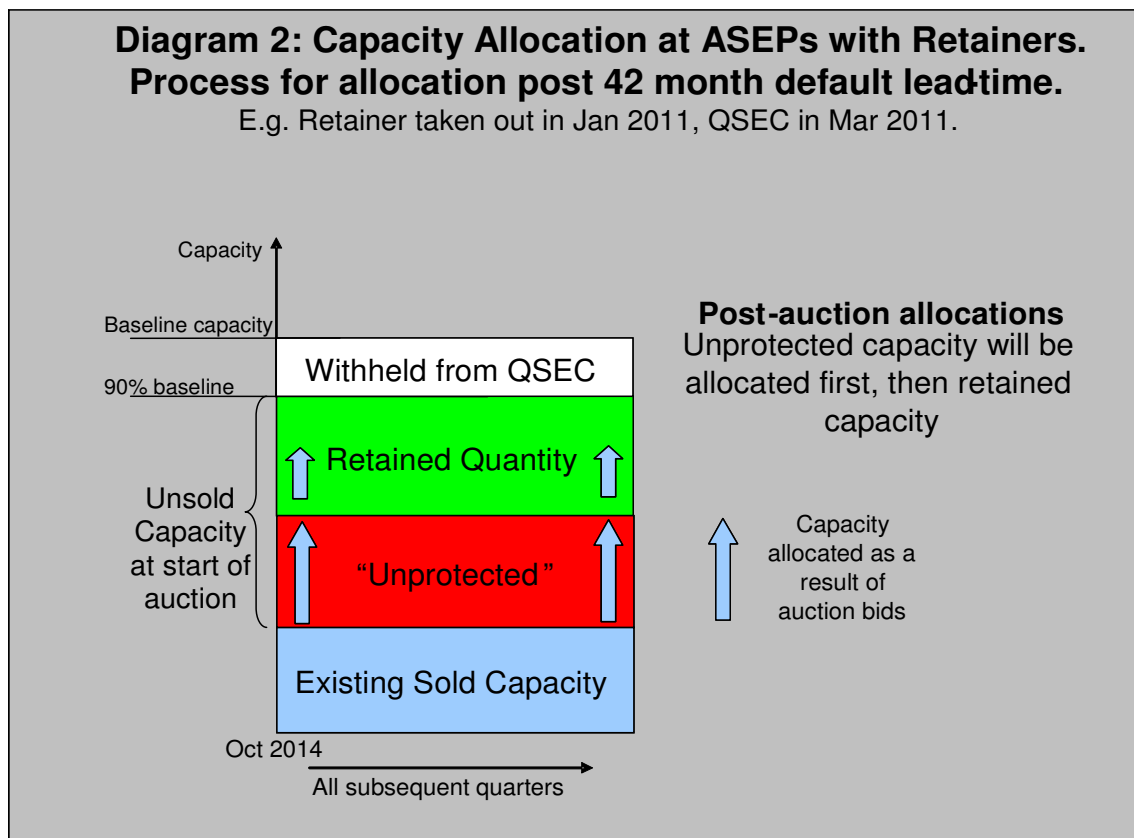 Diagram 2: Capacity Allocation at ASEPs with Retainers.
Process for allocation post 42 month default lead-time.
E.g. Retainer taken out in Jan 2011, QSEC in Mar 2011.
Capacity
Baseline capacity
90% baseline
Withheld from QSEC
Retained Quantity
“Unprotected”
Existing Sold Capacity
Unsold
Capacity
at start of
auction
Oct 2014
All subsequent quarters
Post-auction allocations
Unprotected capacity will be
allocated first, then retained
capacity
Capacity
allocated as a
result of
auction bids